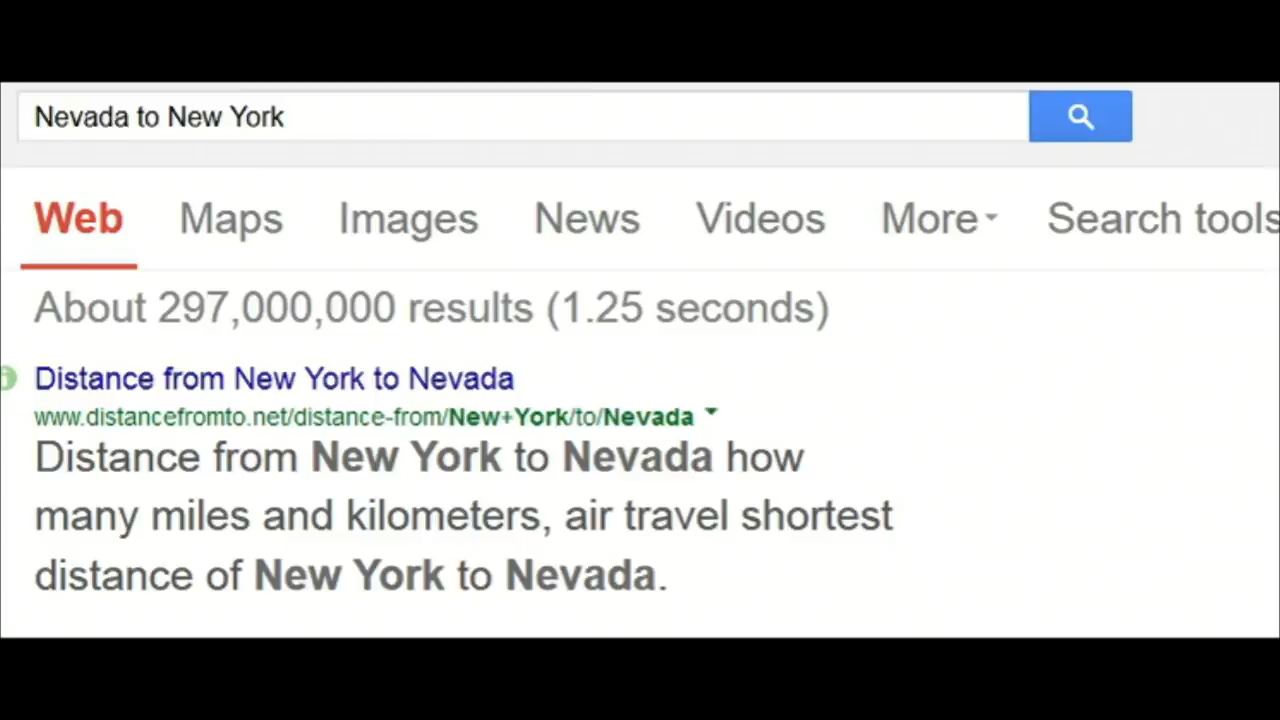 Nevada to New York
Web Maps Images News Videos More Search tools
About 297,000,000 results (1.25 seconds)
Distance from New York to Nevada
www.distancefromto.net/distance-from/New+York/to/Nevada
Distance from New York to Nevada how
many miles and kilometers, air travel shortest
distance of New York to Nevada.